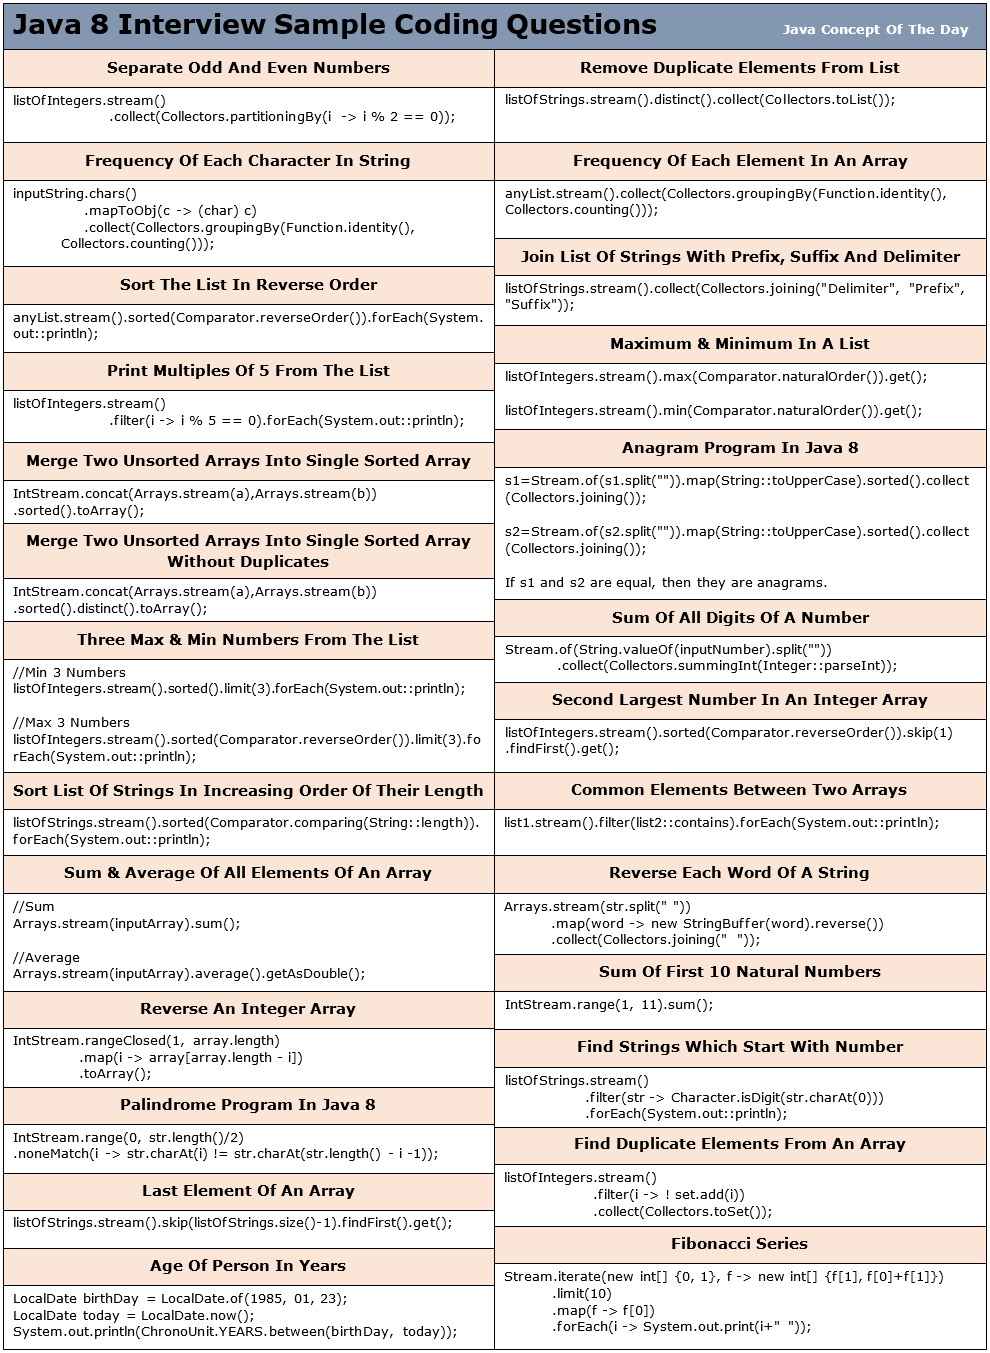 Java 8 Interview Sample Coding Questions
Java Concept Of The Day
Separate Odd And Even Numbers
listOfIntegers.stream()
.collect(Collectors.partitioningBy(i -> i % 2 == 0));
Frequency Of Each Character In String
inputString.chars()
.mapToObj(c -> (char) c)
.collect(Collectors.groupingBy(Function.identity(),
Collectors.counting()));
Sort The List In Reverse Order
anyList.stream().sorted(Comparator.reverseOrder()).forEach(System.
out::println);
Print Multiples Of 5 From The List
listOfIntegers.stream()
.filter(i -> i % 5 == 0).forEach(System.out::println);
Merge Two Unsorted Arrays Into Single Sorted Array
IntStream.concat(Arrays.stream(a),Arrays.stream(b))
.sorted().toArray();
Merge Two Unsorted Arrays Into Single Sorted Array
Without Duplicates
IntStream.concat(Arrays.stream(a),Arrays.stream(b))
.sorted().distinct().toArray();
Three Max & Min Numbers From The List
//Min 3 Numbers
listOfIntegers.stream().sorted().limit(3).forEach(System.out::println);
//Max 3 Numbers
listOfIntegers.stream().sorted(Comparator.reverseOrder()).limit(3).fo
rEach(System.out::println);
Sort List Of Strings In Increasing Order Of Their Length
listOfStrings.stream().sorted(Comparator.comparing(String::length)).
forEach(System.out::println);
Sum & Average Of All Elements Of An Array
//Sum
Arrays.stream(inputArray).sum();
//Average
Arrays.stream(inputArray).average().getAsDouble();
Reverse An Integer Array
IntStream.rangeClosed(1, array.length)
.map(i -> array[array.length - i])
.toArray();
Palindrome Program In Java 8
IntStream.range(0, str.length()/2)
.noneMatch(i -> str.charAt(i) != str.charAt(str.length() - i -1));
Last Element Of An Array
listOfStrings.stream().skip(listOfStrings.size()-1).findFirst().get();
Age Of Person In Years
LocalDate birthDay = LocalDate.of(1985, 01, 23);
LocalDate today = LocalDate.now();
System.out.println(ChronoUnit.YEARS.between(birthDay, today));
Remove Duplicate Elements From List
listOfStrings.stream().distinct().collect(Collectors.toList());
Frequency Of Each Element In An Array
anyList.stream().collect(Collectors.groupingBy(Function.identity(),
Collectors.counting()));
Join List Of Strings With Prefix, Suffix And Delimiter
listOfStrings.stream().collect(Collectors.joining("Delimiter", "Prefix",
"Suffix"));
Maximum & Minimum In A List
listOfIntegers.stream().max(Comparator.naturalOrder()).get();
listOfIntegers.stream().min(Comparator.naturalOrder()).get();
Anagram Program In Java 8
s1=Stream.of(s1.split("")).map(String::toUpperCase).sorted().collect
(Collectors.joining());
s2=Stream.of(s2.split("")).map(String::toUpperCase).sorted().collect
(Collectors.joining());
If s1 and s2 are equal, then they are anagrams.
Sum Of All Digits Of A Number
Stream.of(String.valueOf(inputNumber).split(""))
.collect(Collectors.summingInt(Integer::parseInt));
Second Largest Number In An Integer Array
listOfIntegers.stream().sorted(Comparator.reverseOrder()).skip(1)
.findFirst().get();
Common Elements Between Two Arrays
list1.stream().filter(list2::contains).forEach(System.out::println);
Reverse Each Word Of A String
Arrays.stream(str.split(" "))
.map(word -> new StringBuffer(word).reverse())
.collect(Collectors.joining(" "));
Sum Of First 10 Natural Numbers
IntStream.range(1, 11).sum();
Find Strings Which Start With Number
listOfStrings.stream()
.filter(str -> Character.isDigit(str.charAt(0)))
.forEach(System.out::println);
Find Duplicate Elements From An Array
listOfIntegers.stream()
.filter(i -> ! set.add(i))
.collect(Collectors.toSet());
Fibonacci Series
Stream.iterate(new int[] {0, 1}, f -> new int[] {f[1], f[0]+f[1]})
.limit(10)
.map(f -> f[0])
.forEach(i -> System.out.print(i+" "));